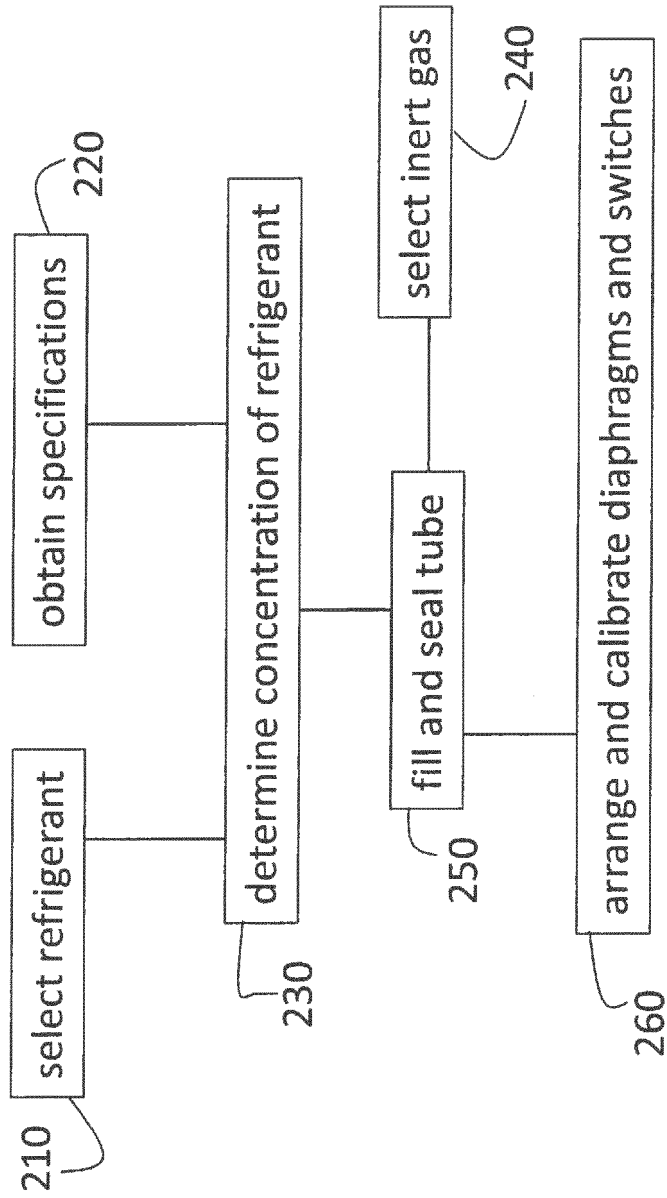 210
select refrigerant
obtain specifications
220
determine concentration of refrigerant
230
select inert gas
240
fill and seal tube
250
arrange and calibrate diaphragms and switches
260